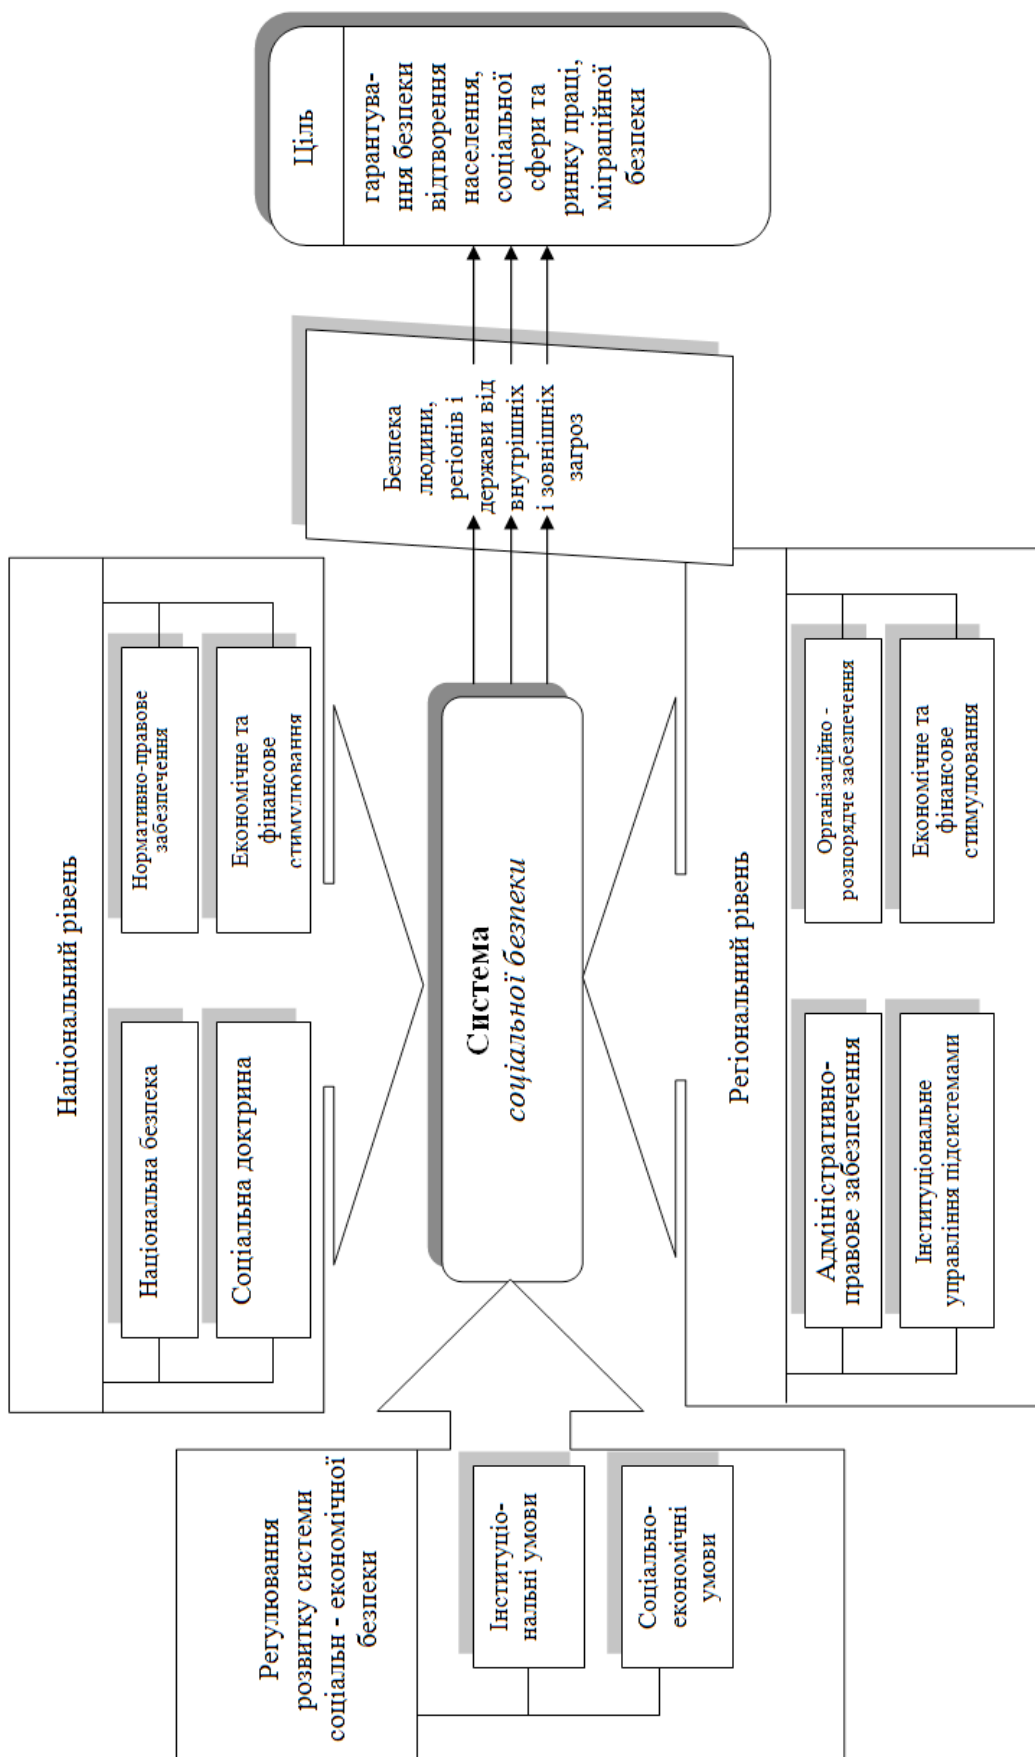 Регулювання
розвитку системи
соціальн - економічної
безпеки
Інституціо-
нальні умови
Соціально-
економічні
умови
Національний рівень
Національна безпека
Соціальна доктрина
Нормативно-правове
забезпечення
Економічне та
фінансове
стимулювання
Система
соціальної безпеки
Регіональний рівень
Адміністративно-
правове забезпечення
Інституціональне
управління підсистемами
Організаційно -
розпорядче забезпечення
Економічне та
фінансове
стимулювання
Безпека
людини,
регіонів і
держави від
внутрішніх
і зовнішніх
загроз
Ціль
гарантува-
ння безпеки
відтворення
населення,
соціальної
сфери та
ринку праці,
міграційної
безпеки